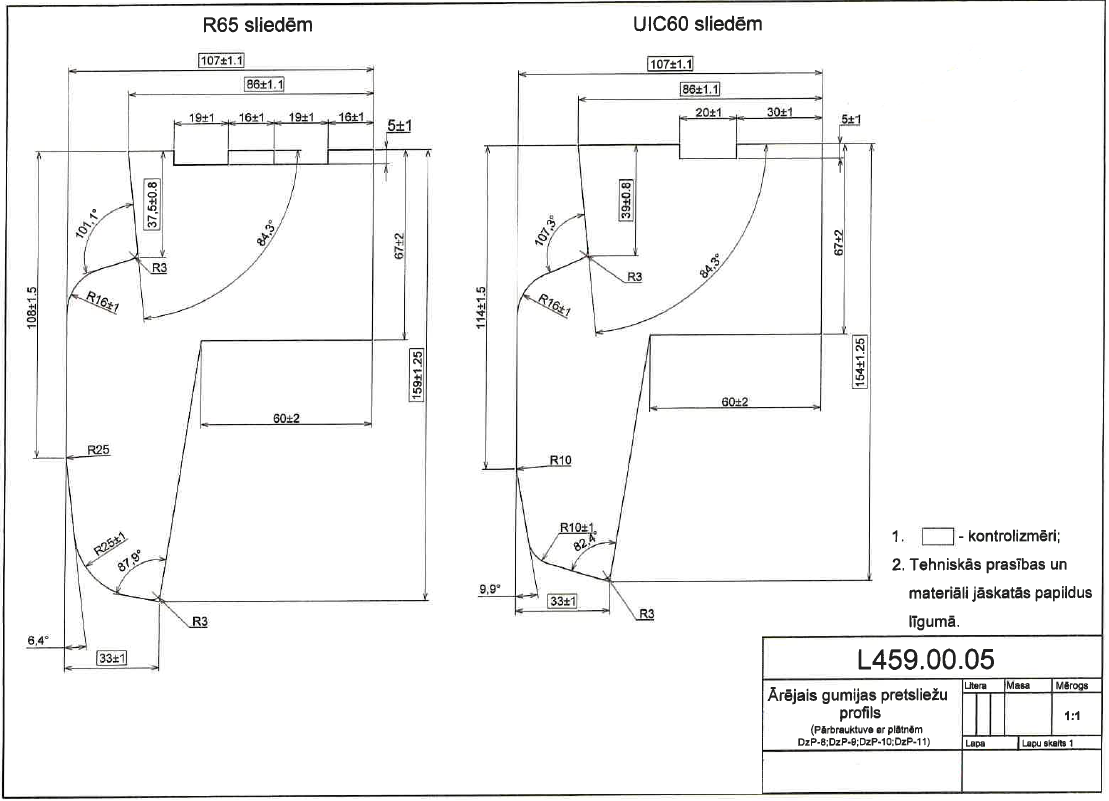 R65 sliedēm
107±1.1
86±1.1
19±1
16±1
19±1
16±1
5±1
101,1°
37,5±0.8
84,3°
67±2
R3
R16±1
108±1.5
159±1.25
60±2
R25
R25±1
87,9°
R3
6,4°
33±1
UIC60 sliedēm
107±1.1
86±1.1
20±1
30±1
5±1
107,3°
39±0.8
84,3°
67±2
R3
R16±1
114±1.5
154±1.25
60±2
R10
R10±1
82,4°
9,9°
33±1
R3
1. - kontrolizmēri;
2. Tehniskās prasības un
materiāli jāskatās papildus
līgumā.
L459.00.05
Ārējais gumijas pretsliežu
profils
(Pārbrauktuve ar plātnēm
DzP-8;DzP-9;DzP-10;DzP-11)
Litera
Masa
Mērogs
1:1
Lapa
Lapu skaits 1